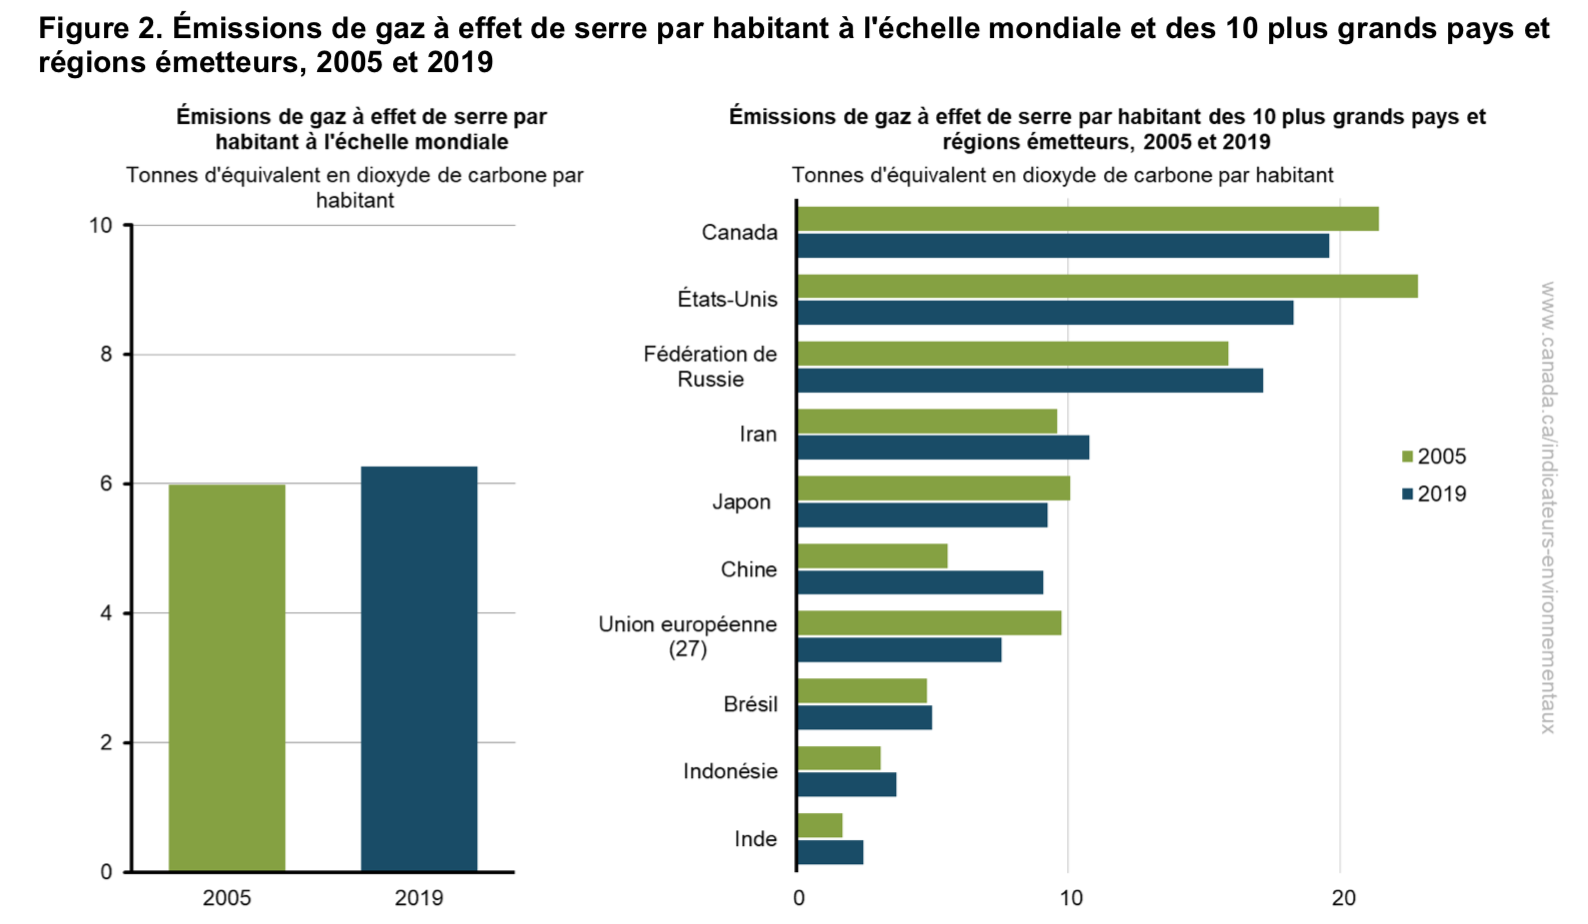 Figure 2. Émissions de gaz à effet de serre par habitant à l'échelle mondiale et des 10 plus grands pays et
régions émetteurs, 2005 et 2019
Émisions de gaz à effet de serre par
habitant à l'échelle mondiale
Tonnes d'équivalent en dioxyde de carbone par
habitant
10
8
6
4
2
0
2005
2019
Émissions de gaz à effet de serre par habitant des 10 plus grands pays et
régions émetteurs, 2005 et 2019
Tonnes d'équivalent en dioxyde de carbone par habitant
Canada
États-Unis
Fédération de
Russie
Iran
Japon
Chine
Union européenne
(27)
Brésil
Indonésie
Inde
0
10
20
2005
2019
www.canada.ca/indicateurs-environnementaux